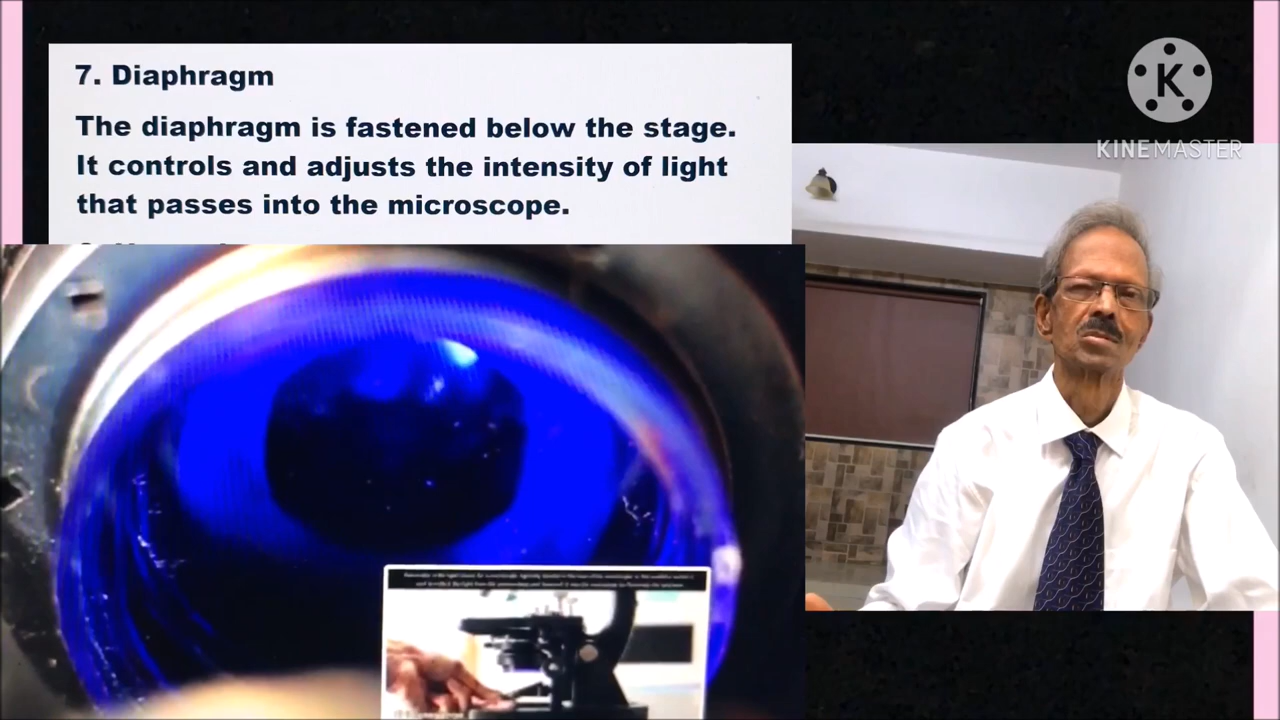 7. Diaphragm
The diaphragm is fastened below the stage.
It controls and adjusts the intensity of light
that passes into the microscope.
K
KINEMASTER